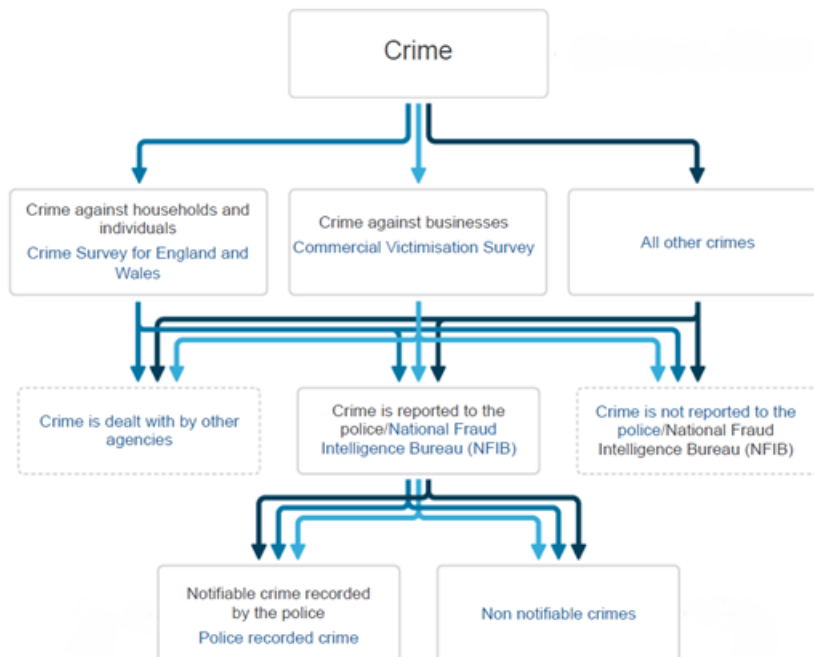 Crime
Crime against households and
individuals
Crime Survey for England and
Wales
Crime against businesses
Commercial Victimisation Survey
All other crimes
Crime is dealt with by other
agencies
Crime is reported to the
police/National Fraud
Intelligence Bureau (NFIB)
Crime is not reported to the
police/National Fraud
Intelligence Bureau (NFIB)
Notifiable crime recorded
by the police
Police recorded crime
Non notifiable crimes